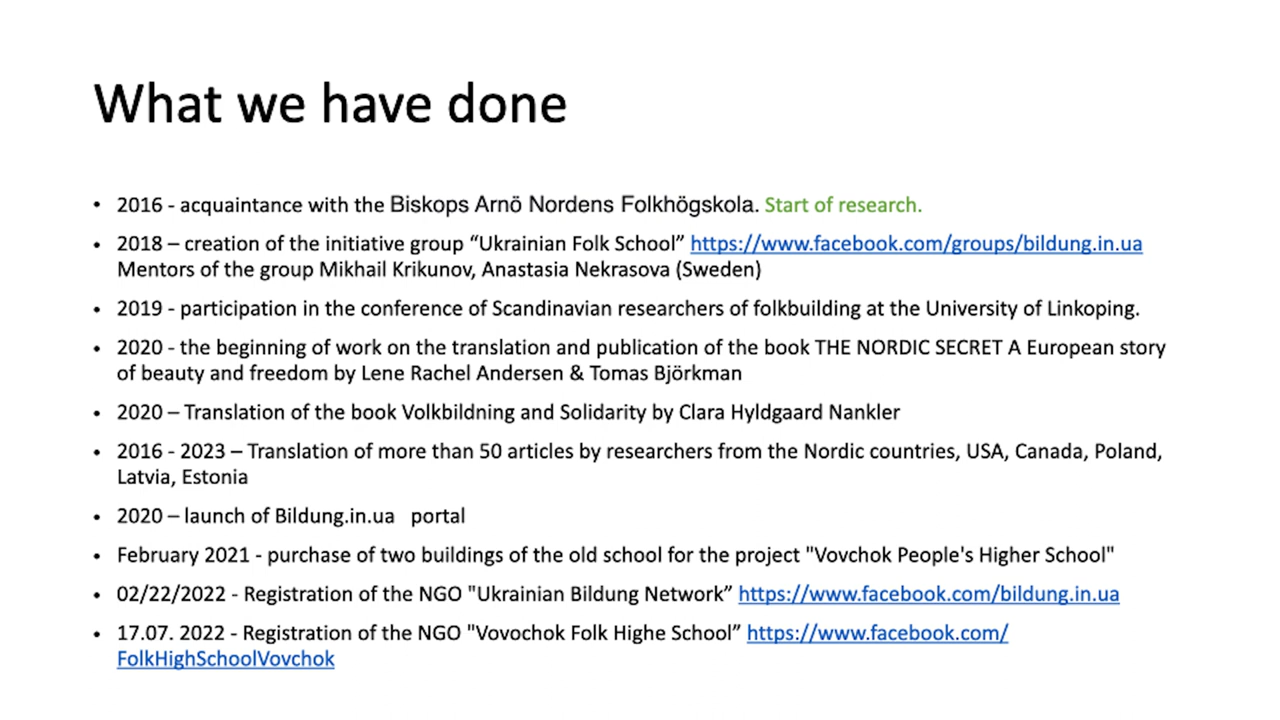 What we have done
• 2016 - acquaintance with the Biskops Arnö Nordens Folkhögskola. Start of research.
• 2018 – creation of the initiative group “Ukrainian Folk School” https://www.facebook.com/groups/bildung.in.ua
Mentors of the group Mikhail Krikunov, Anastasia Nekrasova (Sweden)
• 2019 - participation in the conference of Scandinavian researchers of folkbuilding at the University of Linkoping.
• 2020 - the beginning of work on the translation and publication of the book THE NORDIC SECRET A European story
of beauty and freedom by Lene Rachel Andersen & Tomas Björkman
• 2020 – Translation of the book Volkbildning and Solidarity by Clara Hyldgaard Nankler
• 2016 - 2023 – Translation of more than 50 articles by researchers from the Nordic countries, USA, Canada, Poland,
Latvia, Estonia
• 2020 – launch of Bildung.in.ua portal
• February 2021 - purchase of two buildings of the old school for the project "Vovchok People's Higher School"
• 02/22/2022 - Registration of the NGO "Ukrainian Bildung Network” https://www.facebook.com/bildung.in.ua
• 17.07. 2022 - Registration of the NGO "Vovochok Folk Highe School” https://www.facebook.com/
FolkHighSchoolVovchok